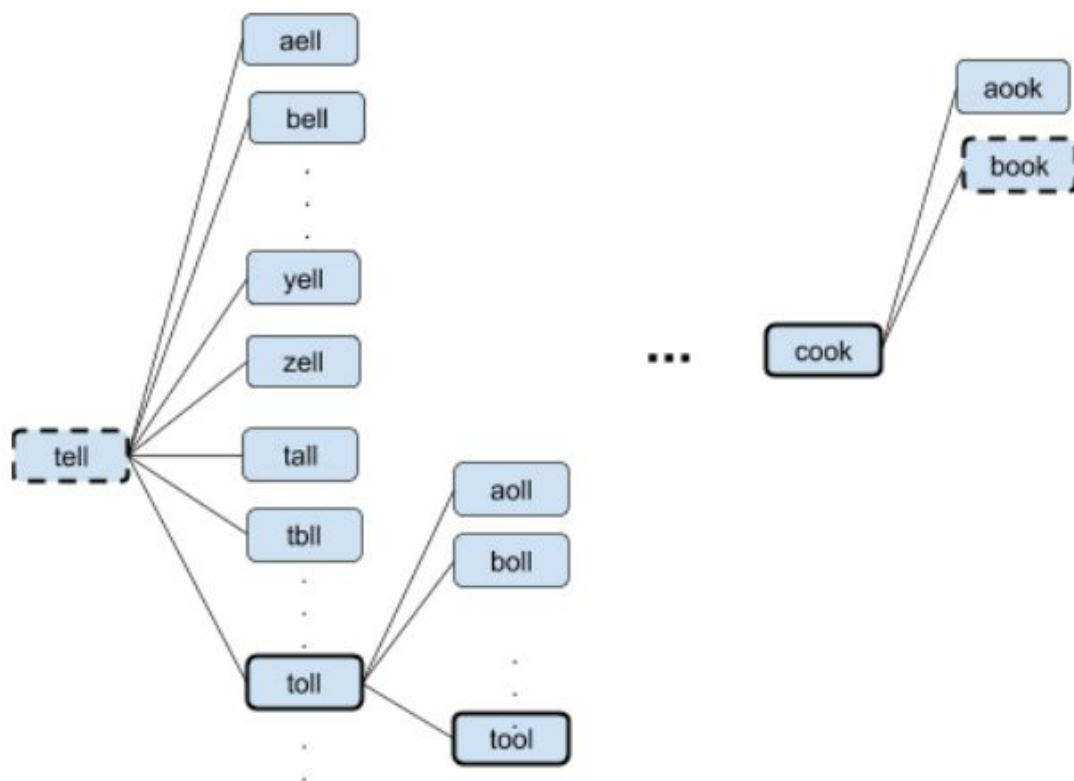 aell
bell
.
.
.
yell
zell
tell
tall
tbll
.
.
.
toll
.
.
aoll
boll
.
.
.
tool
...
cook
aook
book